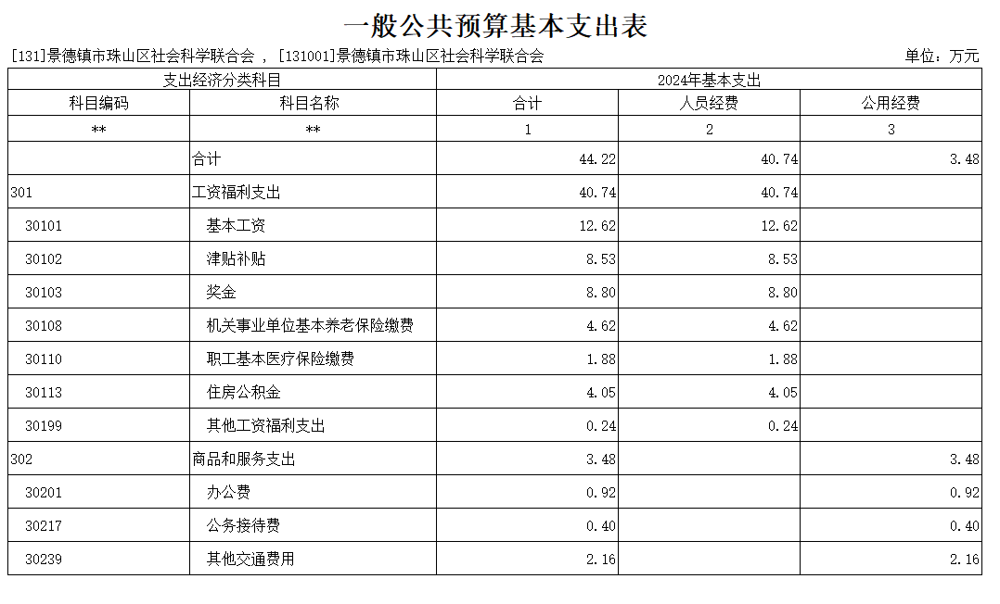 一般公共预算基本支出表
[131]景德镇市珠山区社会科学联合会 , [131001]景德镇市珠山区社会科学联合会 单位：万元
支出经济分类科目 2024年基本支出
科目编码 科目名称 合计 人员经费 公用经费
** ** 1 2 3
合计 44.22 40.74 3.48
301 工资福利支出 40.74 40.74
30101 基本工资 12.62 12.62
30102 津贴补贴 8.53 8.53
30103 奖金 8.80 8.80
30108 机关事业单位基本养老保险缴费 4.62 4.62
30110 职工基本医疗保险缴费 1.88 1.88
30113 住房公积金 4.05 4.05
30199 其他工资福利支出 0.24 0.24
302 商品和服务支出 3.48 3.48
30201 办公费 0.92 0.92
30217 公务接待费 0.40 0.40
30239 其他交通费用 2.16 2.16